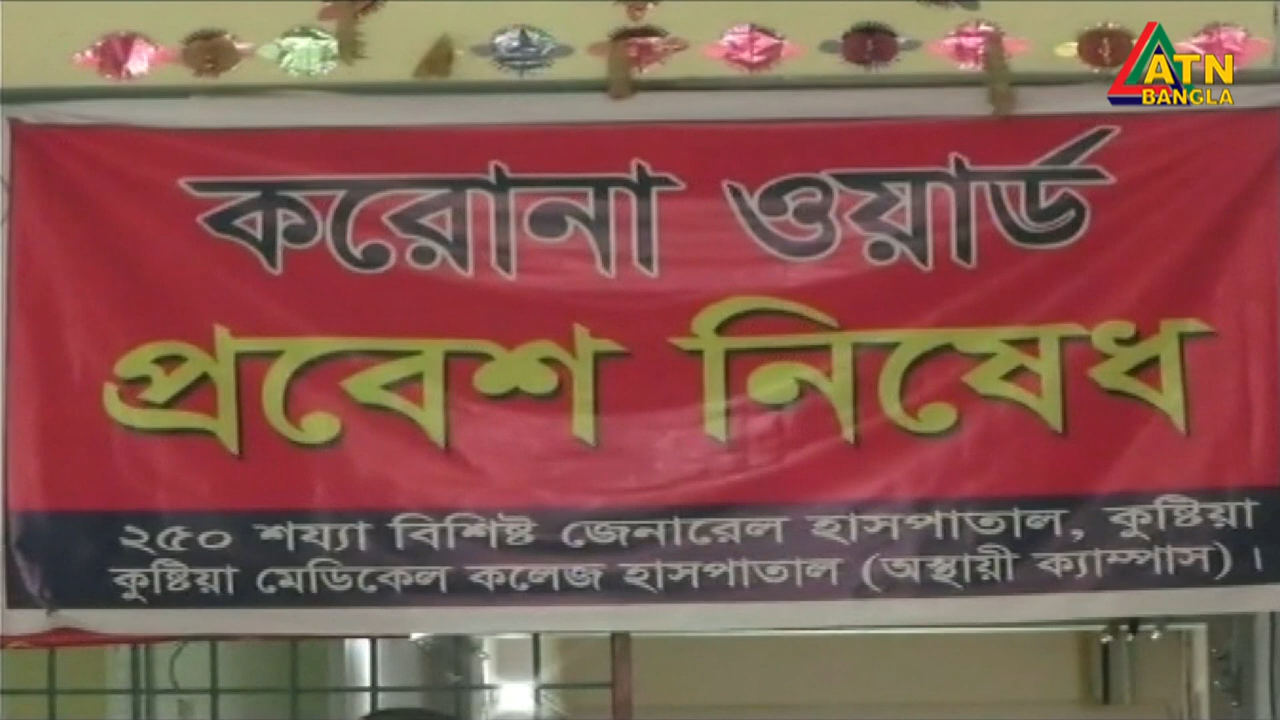 ATN
BANGLA
করোনা ওয়ার্ড
প্রবেশ নিষেধ
২৫০ শয্যা বিশিষ্ট জেনারেল হাসপাতাল, কুষ্টিয়া
কুষ্টিয়া মেডিকেল কলেজ হাসপাতাল (অস্থায়ী ক্যাম্পাস) ।